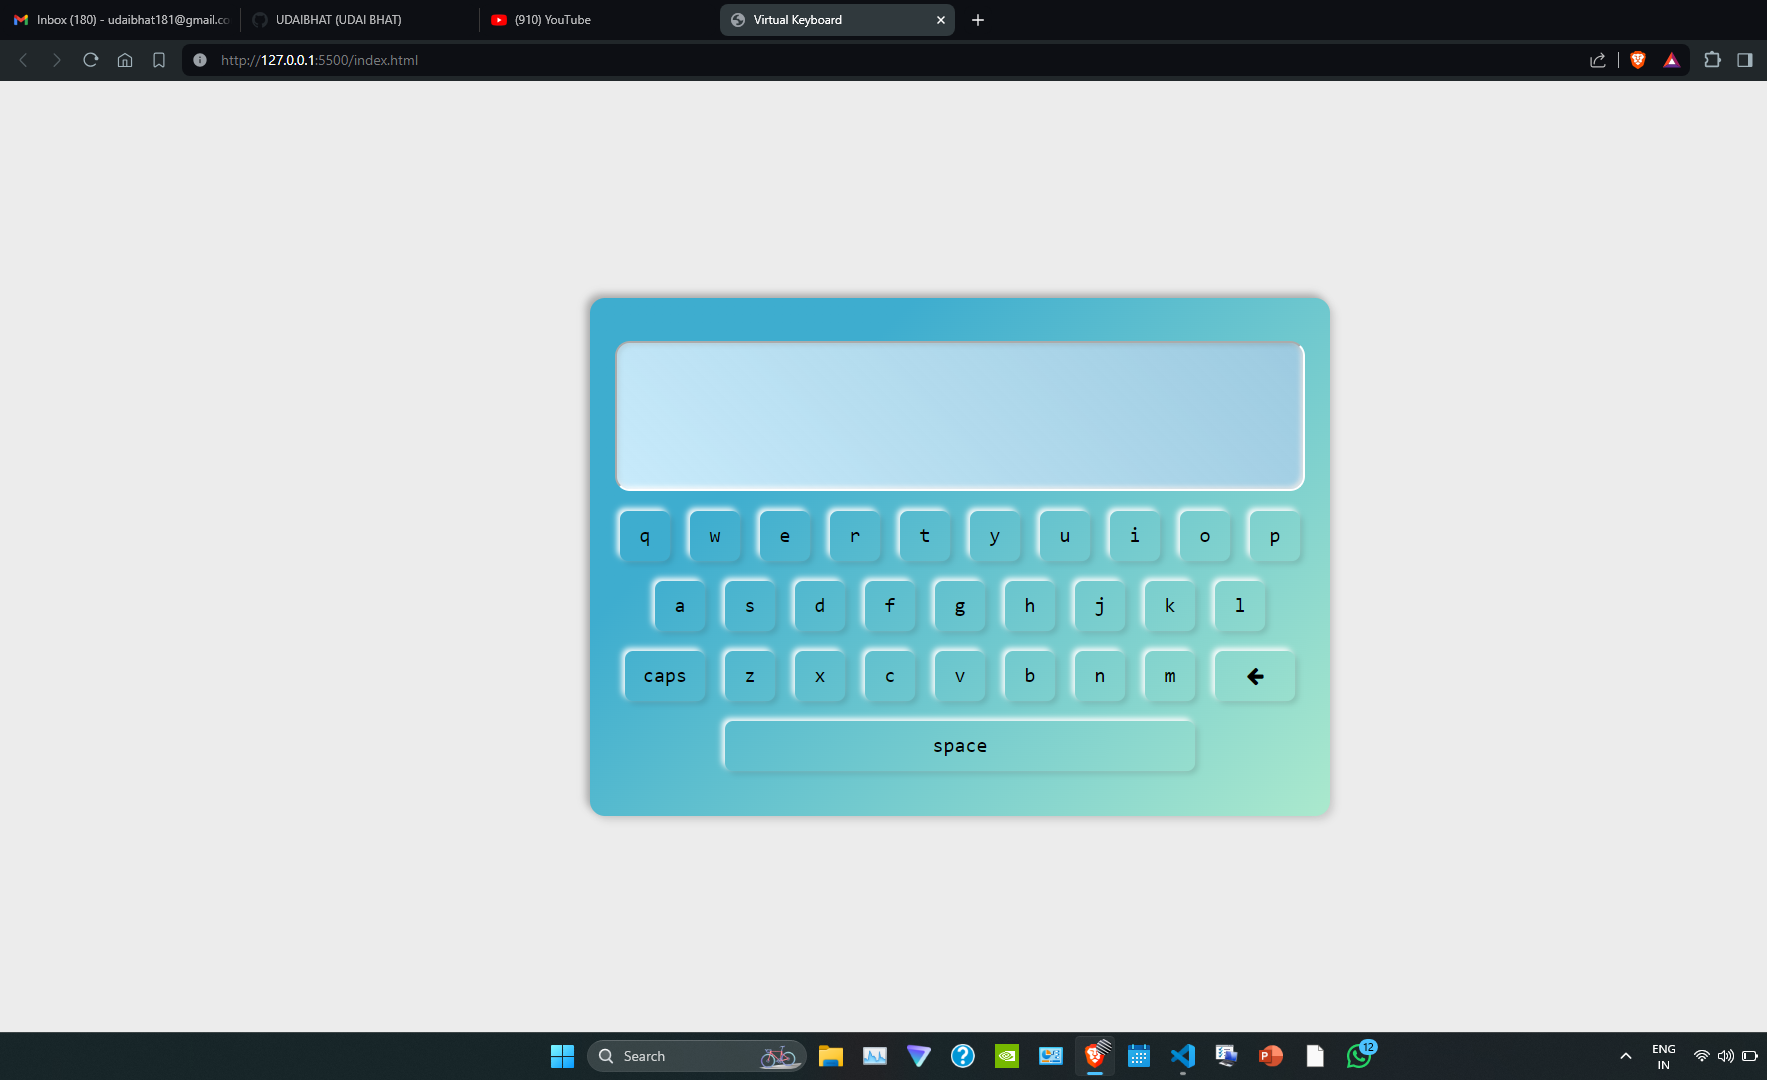 Inbox (180) - udaibhat181@gmail.co
UDAIBHAT (UDAI BHAT)
(910) YouTube
Virtual Keyboard
http://127.0.0.1:5500/index.html
q w e r t y u i o p
a s d f g h j k l
caps z x c v b n m
space
Search
12
ENG
IN